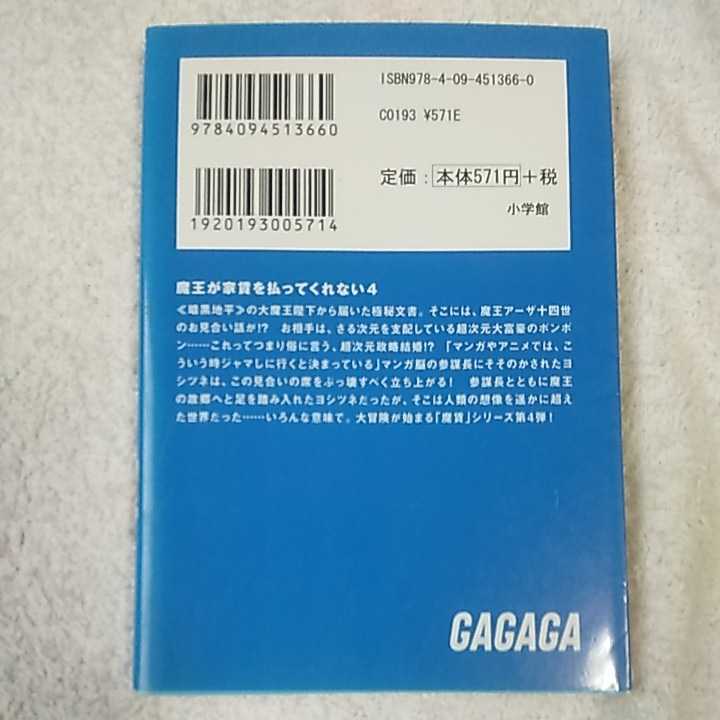 ISBN978-4-09-451366-0
9784094513660
C0193 ¥571E
定価：本体571円＋税
1920193005714
小学館
魔王が家賃を払ってくれない4
《暗黒地平》の大魔王陛下から届いた極秘文書。そこには、魔王アーザ十四世
のお見合い話が!?　お相手は、さる次元を支配している超次元大富豪のボンボ
ン……これってつまり俗に言う、超次元政略結婚!?　「マンガやアニメでは、こ
ういう時ジャマしに行くと決まっている」マンガ脳の参謀長にそそのかされたヨ
シツネは、この見合いの席をぶっ壊すべく立ち上がる！　参謀長とともに魔王
の故郷へと足を踏み入れたヨシツネだったが、そこは人類の想像を遥かに超え
た世界だった……いろんな意味で。大冒険が始まる「魔賃」シリーズ第4弾！
GAGAGA